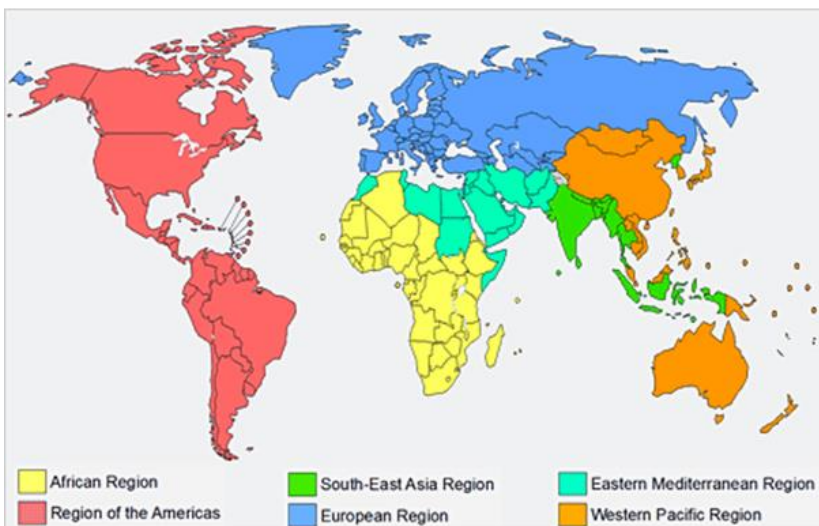 African Region
South-East Asia Region
Eastern Mediterranean Region
Region of the Americas
European Region
Western Pacific Region